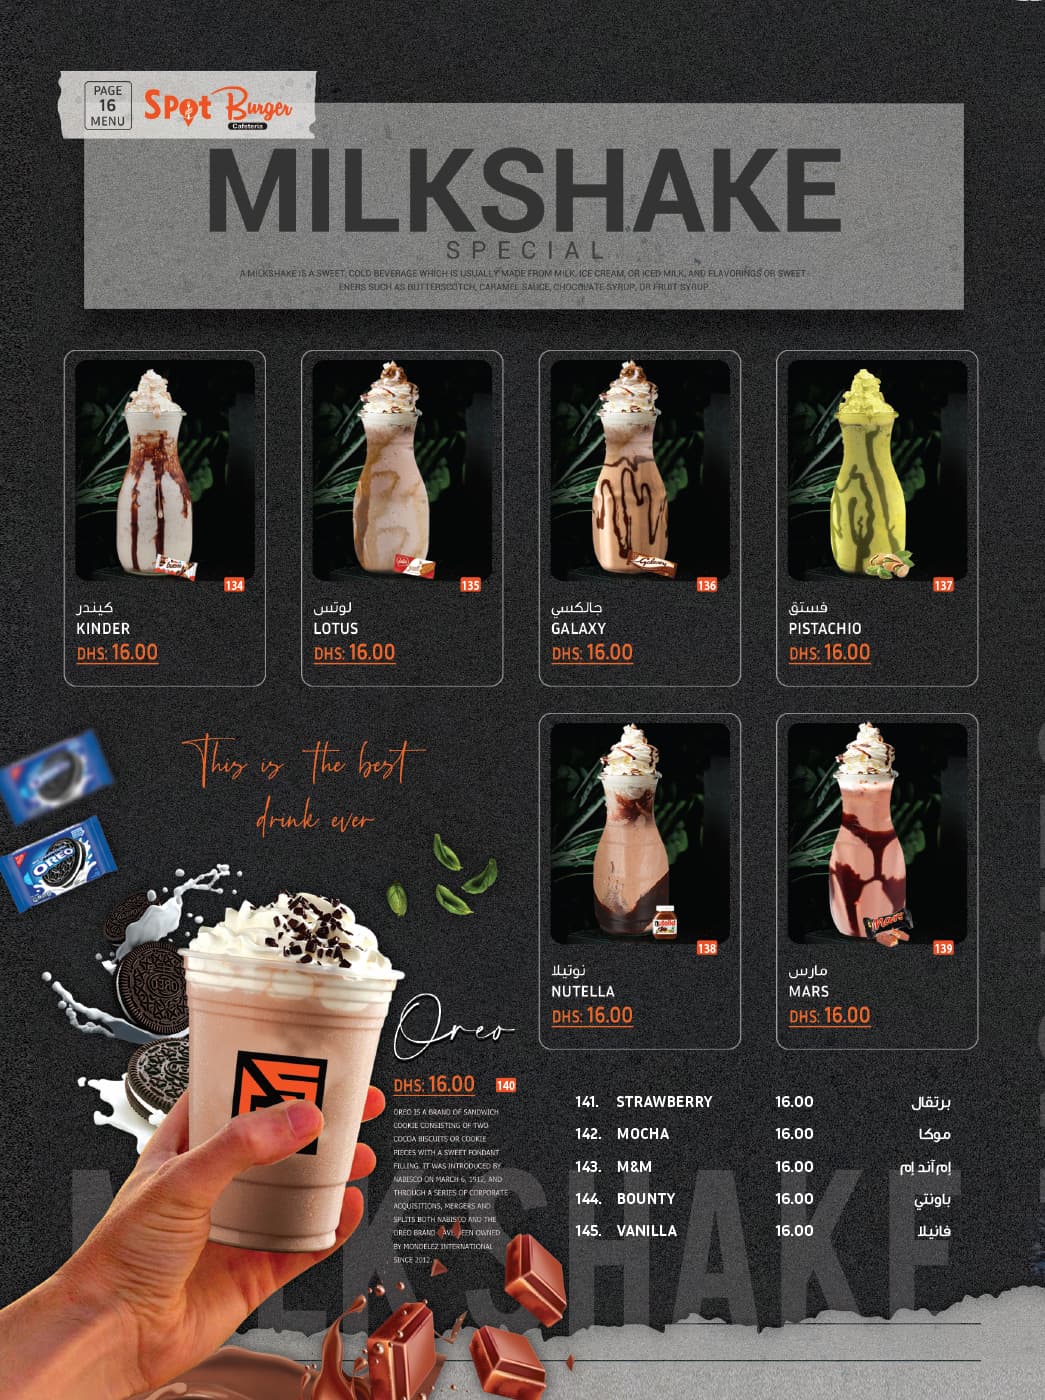 PAGE
16
MENU
Spot Burger
Cafeteria
MILKSHAKE
SPECIAL
A MILKSHAKE IS A SWEET, COLD BEVERAGE WHICH IS USUALLY MADE FROM MILK, ICE CREAM, OR ICED MILK, AND FLAVORINGS OR SWEET
ENERS SUCH AS BUTTERSCOTCH, CARAMEL SAUCE, CHOCOLATE SYRUP, OR FRUIT SYRUP.
134
كيندر
KINDER
DHS: 16.00
135
لوتس
LOTUS
DHS: 16.00
Galaxy
136
جالكسي
GALAXY
DHS: 16.00
137
فستق
PISTACHIO
DHS: 16.00
This is the best
drink ever
OREO
nutella
138
نوتيلا
NUTELLA
DHS: 16.00
Mars
139
مارس
MARS
DHS: 16.00
Oreo
DHS: 16.00 140
OREO IS A BRAND OF SANDWICH
COOKIE CONSISTING OF TWO
COCOA BISCUITS OR COOKIE
PIECES WITH A SWEET FONDANT
FILLING. IT WAS INTRODUCED BY
NABISCO ON MARCH 6, 1912, AND
THROUGH A SERIES OF CORPORATE
ACQUISITIONS, MERGERS AND
SPLITS BOTH NABISCO AND THE
OREO BRAND HAVE BEEN OWNED
BY MONDELEZ INTERNATIONAL
SINCE 2012.
141. STRAWBERRY 16.00 برتقال
142. MOCHA 16.00 موكا
143. M&M 16.00 إم آند إم
144. BOUNTY 16.00 باونتي
145. VANILLA 16.00 فانيلا
MILKSHAKE